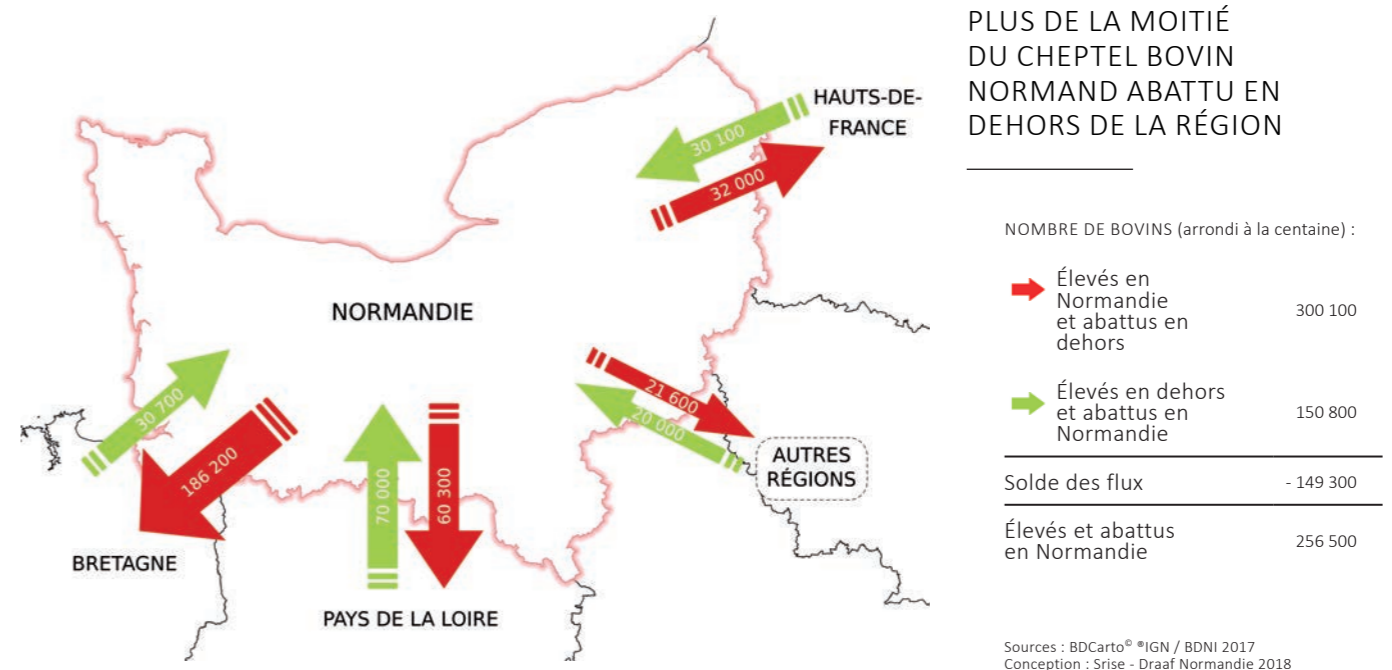 PLUS DE LA MOITIÉ
DU CHEPTEL BOVIN
NORMAND ABATTU EN
DEHORS DE LA RÉGION
HAUTS-DE-
FRANCE
30 100
32 000
NORMANDIE
30 700
186 200
BRETAGNE
70 000
60 300
PAYS DE LA LOIRE
21 600
20 000
AUTRES
RÉGIONS
NOMBRE DE BOVINS (arrondi à la centaine) :
Élevés en
Normandie
et abattus en
dehors
300 100
Élevés en dehors
et abattus en
Normandie
150 800
Solde des flux
- 149 300
Élevés et abattus
en Normandie
256 500
Sources : BDCarto© ®IGN / BDNI 2017
Conception : Srise - Draaf Normandie 2018